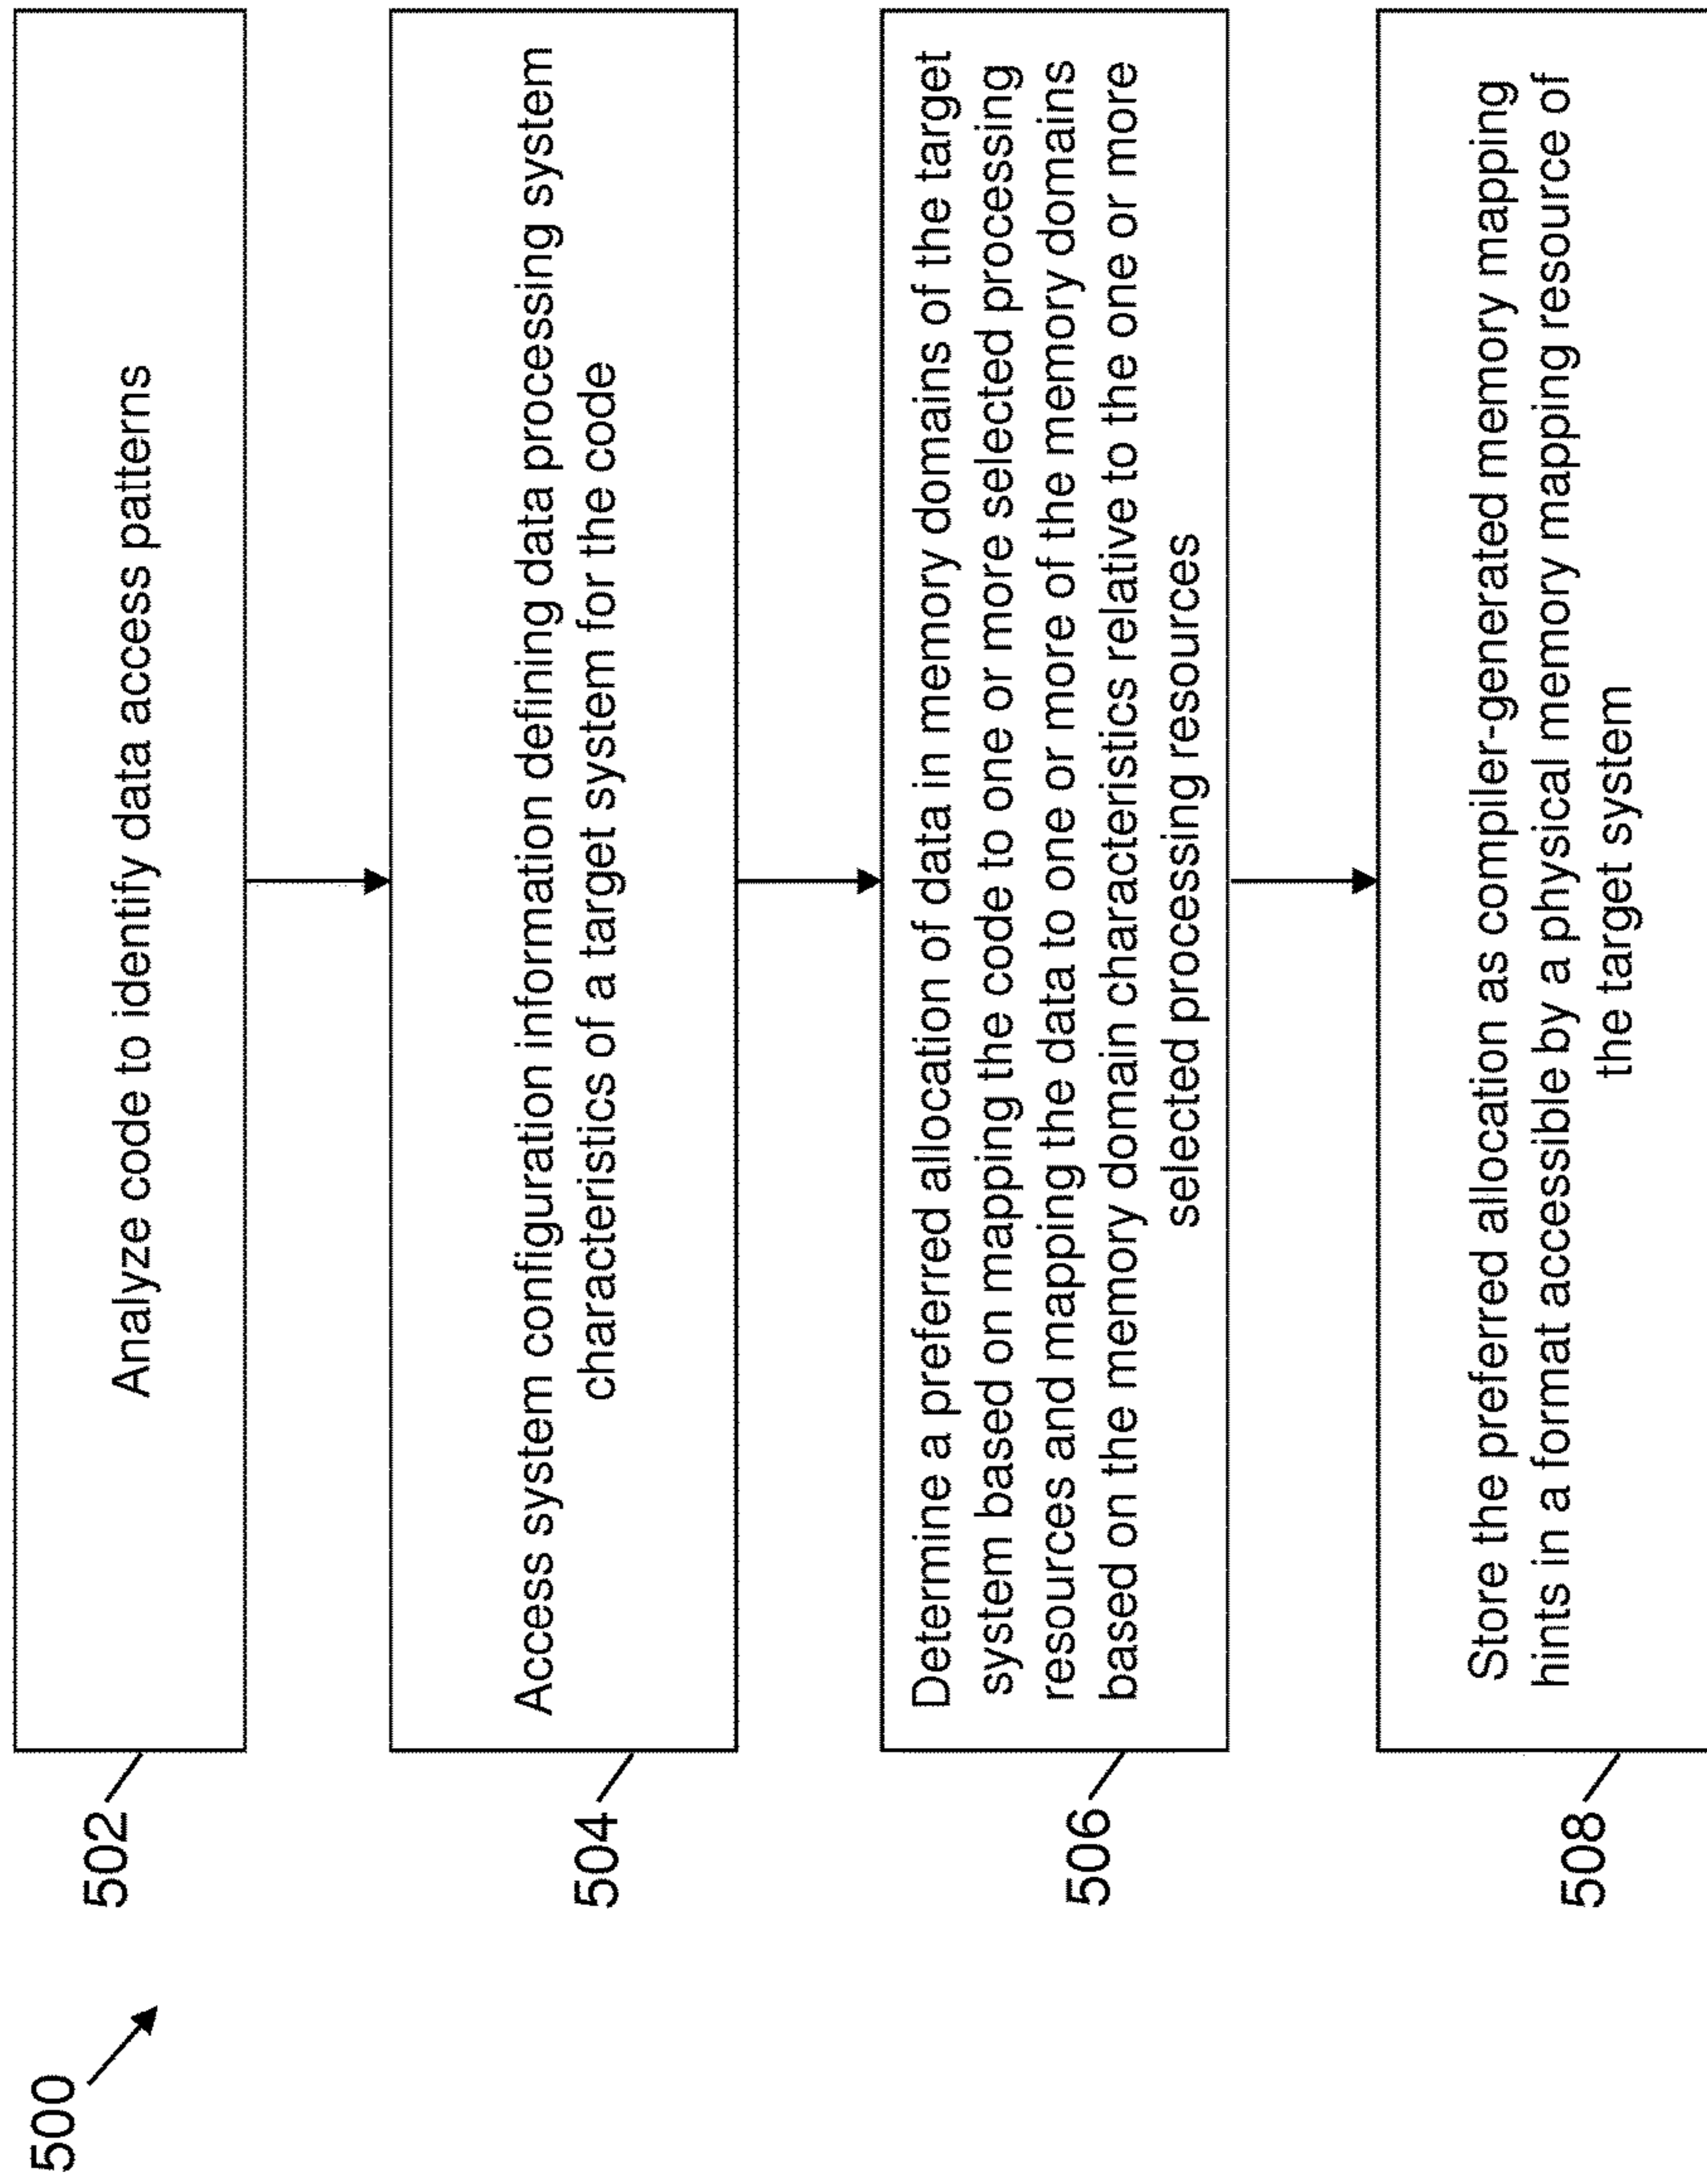 500
502
Analyze code to identify data access patterns
504
Access system configuration information defining data processing system
characteristics of a target system for the code
506
Determine a preferred allocation of data in memory domains of the target
system based on mapping the code to one or more selected processing
resources and mapping the data to one or more of the memory domains
based on the memory domain characteristics relative to the one or more
selected processing resources
508
Store the preferred allocation as compiler-generated memory mapping
hints in a format accessible by a physical memory mapping resource of
the target system